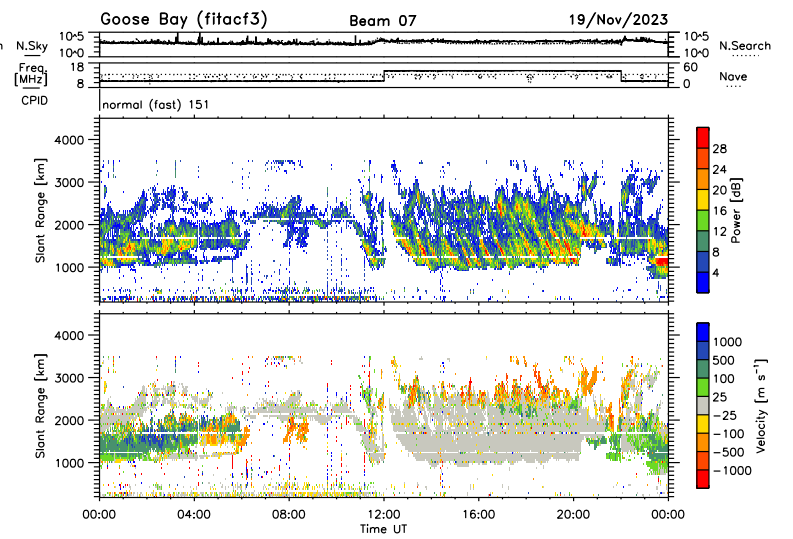 Goose Bay (fitacf3) Beam 07 19/Nov/2023
N.Sky 10^5 10^0 10^5 10^0 N.Search
Freq. [MHz] 18 8 60 0 Nave
CPID normal (fast) 151
Slant Range [km] 4000 3000 2000 1000
28 24 20 16 12 8 4 Power [dB]
Slant Range [km] 4000 3000 2000 1000
1000 500 100 25 −25 −100 −500 −1000 Velocity [m s⁻¹]
00:00 04:00 08:00 12:00 16:00 20:00 00:00
Time UT